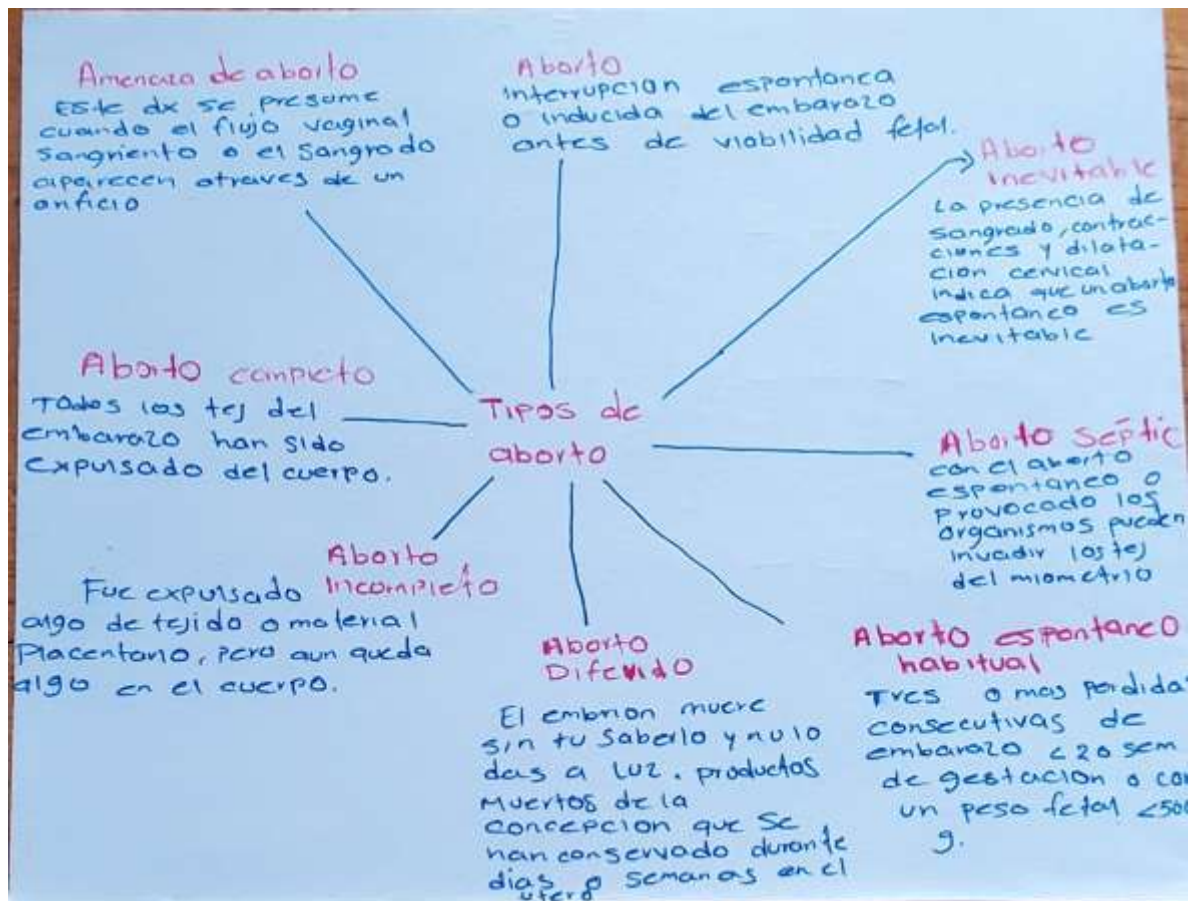 Amenaza de aborto
Este dx se presume
cuando el flujo vaginal
sangriento o el sangrado
aparecen atraves de un
orificio
Aborto
Interrupcion espontanea
o inducida del embarazo
antes de viabilidad fetal.
Aborto
inevitable
La presencia de
sangrado, contrac-
ciones y dilata-
cion cervical
indica que un aborto
espontaneo es
inevitable
Aborto completo
Todos los tej del
embarazo han sido
expulsado del cuerpo.
Tipos de
aborto
Aborto Séptic
con el aborto
espontaneo o
provocado los
organismos pueden
invadir los tej
del miometrio
Aborto
Incompleto
Fue expulsado
algo de tejido o material
Placentario, pero aun queda
algo en el cuerpo.
Aborto
Diferido
El embrion muere
sin tu saberlo y no lo
das a luz. productos
muertos de la
concepcion que se
han conservado durante
dias o semanas en el
utero
Aborto espontaneo
habitual
Tres o mas perdida
consecutivas de
embarazo <20 sem
de gestacion o con
un peso fetal <500
g.